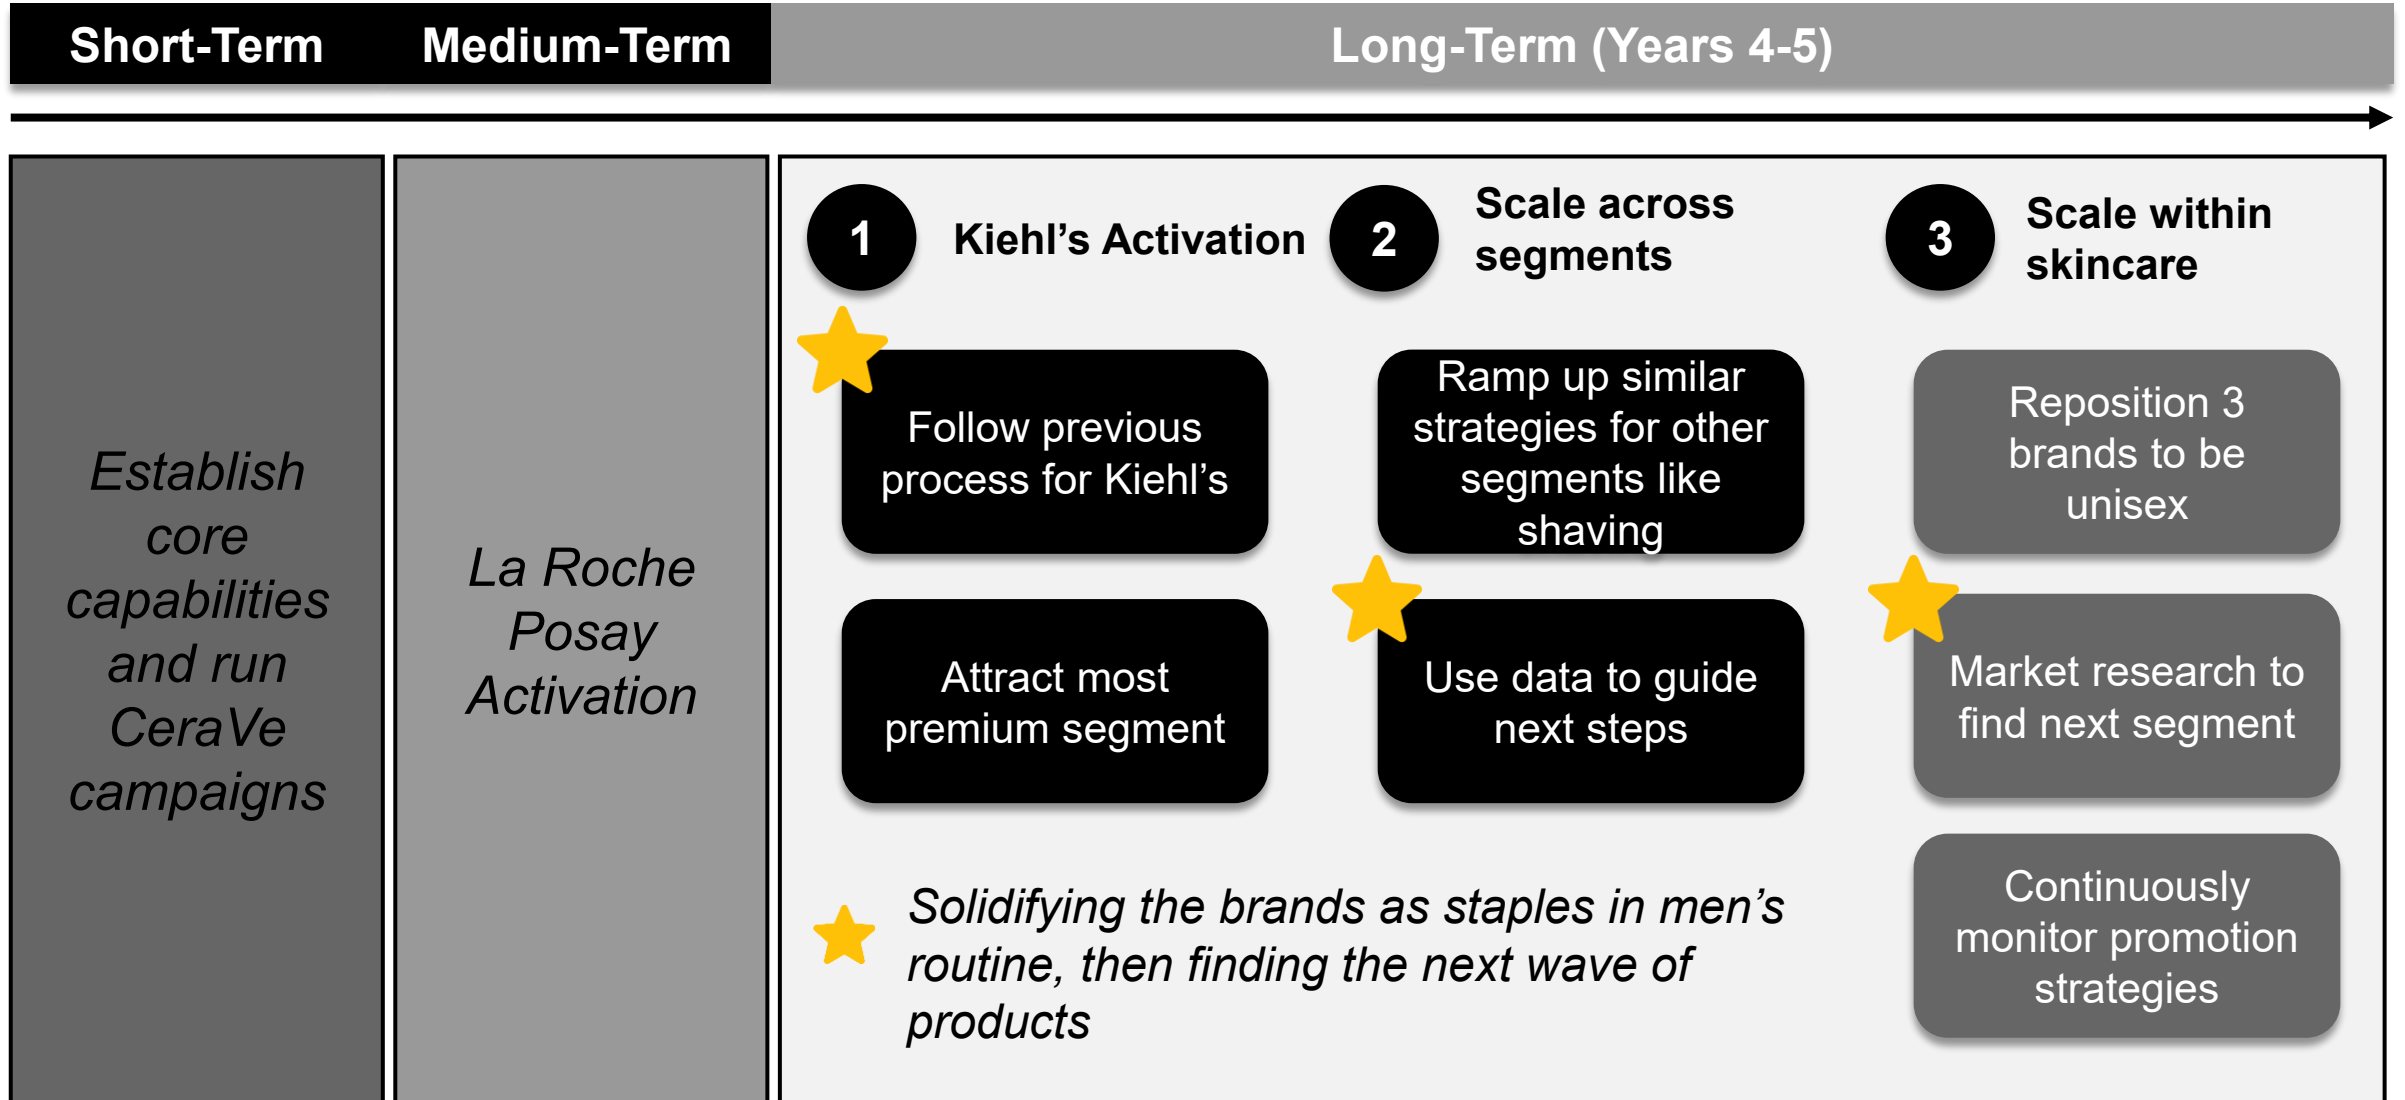 Short-Term
Medium-Term
Long-Term (Years 4-5)
Establish
core
capabilities
and run
CeraVe
campaigns
La Roche
Posay
Activation
1
Kiehl’s Activation
Follow previous
process for Kiehl’s
Attract most
premium segment
2
Scale across
segments
Ramp up similar
strategies for other
segments like
shaving
Use data to guide
next steps
3
Scale within
skincare
Reposition 3
brands to be
unisex
Market research to
find next segment
Continuously
monitor promotion
strategies
Solidifying the brands as staples in men’s
routine, then finding the next wave of
products